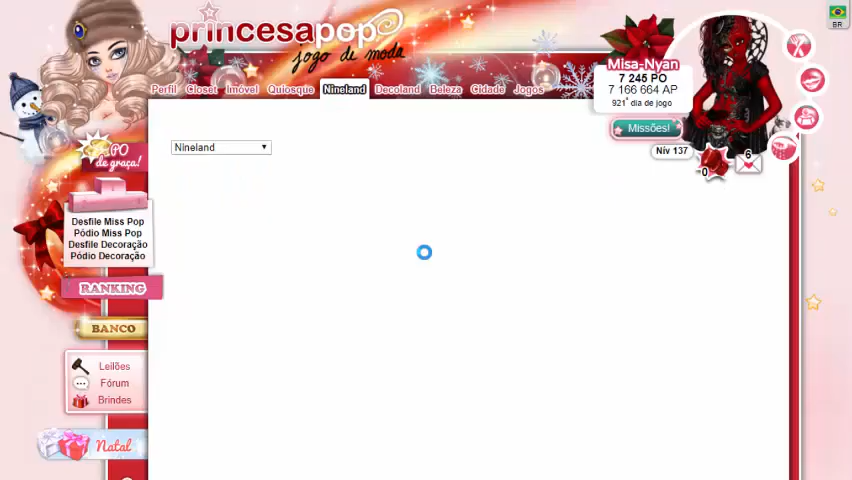 princesapop
jogo de moda
BR
Misa-Nyan
7 245 PO
7 166 664 AP
921° dia de jogo
Missões!
Nív 137
0
6
Perfil Closet Imóvel Quiosque Nineland Decoland Beleza Cidade Jogos
PO
de graça!
Nineland
Desfile Miss Pop
Pódio Miss Pop
Desfile Decoração
Pódio Decoração
RANKING
BANCO
Leilões
Fórum
Brindes
Natal